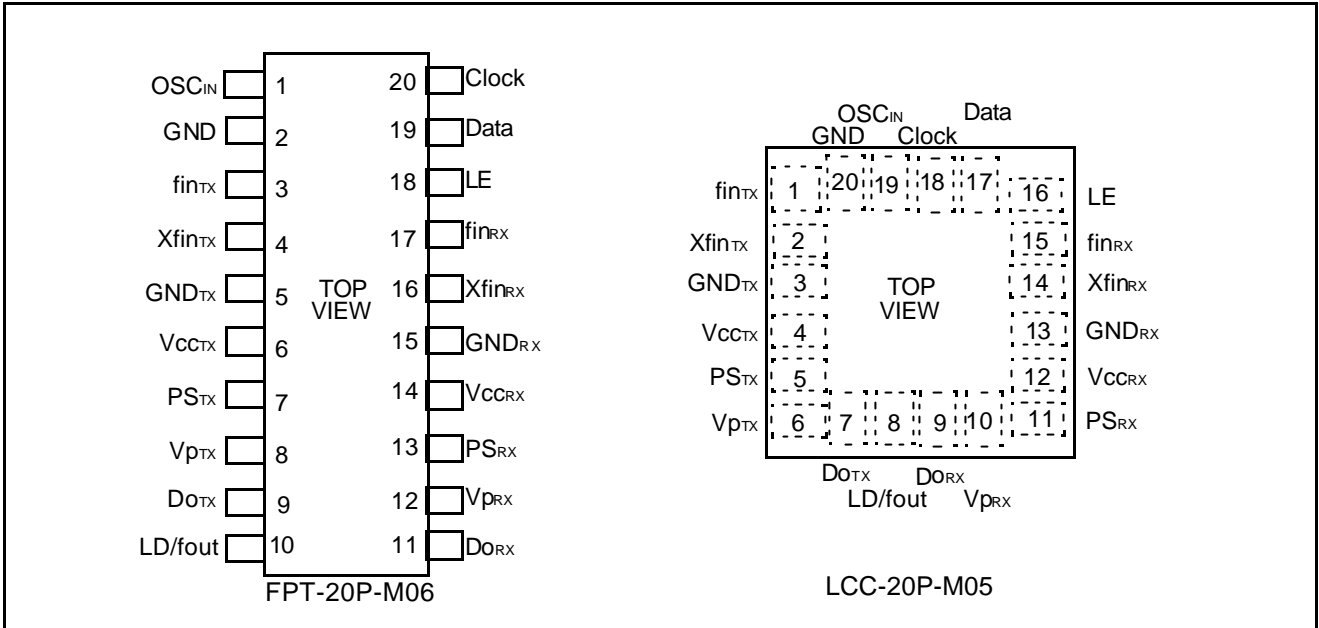 OSCIN 1 20 Clock
GND 2 19 Data
finTX 3 18 LE
XfinTX 4 17 finRX
GNDTX 5 16 XfinRX
TOP
VIEW
VccTX 6 15 GNDRX
PSTX 7 14 VccRX
VpTX 8 13 PSRX
DoTX 9 12 VpRX
LD/fout 10 11 DoRX
FPT-20P-M06
OSCIN Data
GND Clock
finTX 1 20 19 18 17 16 LE
XfinTX 2 15 finRX
GNDTX 3 14 XfinRX
TOP
VIEW
VccTX 4 13 GNDRX
PSTX 5 12 VccRX
VpTX 6 7 8 9 10 11 PSRX
DoTX DoRX
LD/fout VpRX
LCC-20P-M05